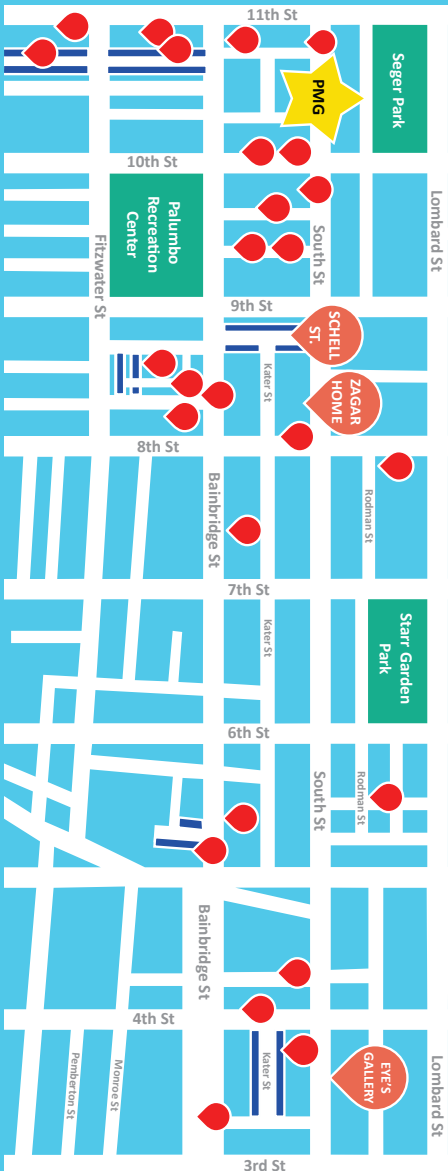 11th St
Seger Park
PMG
10th St
Lombard St
Palumbo
Recreation
Center
South St
Fitzwater St
9th St
SCHELL
ST.
ZAGAR
HOME
Kater St
8th St
Rodman St
Bainbridge St
7th St
Starr Garden
Park
Kater St
6th St
Rodman St
South St
Bainbridge St
4th St
EYE'S
GALLERY
Lombard St
Kater St
Monroe St
Pemberton St
3rd St